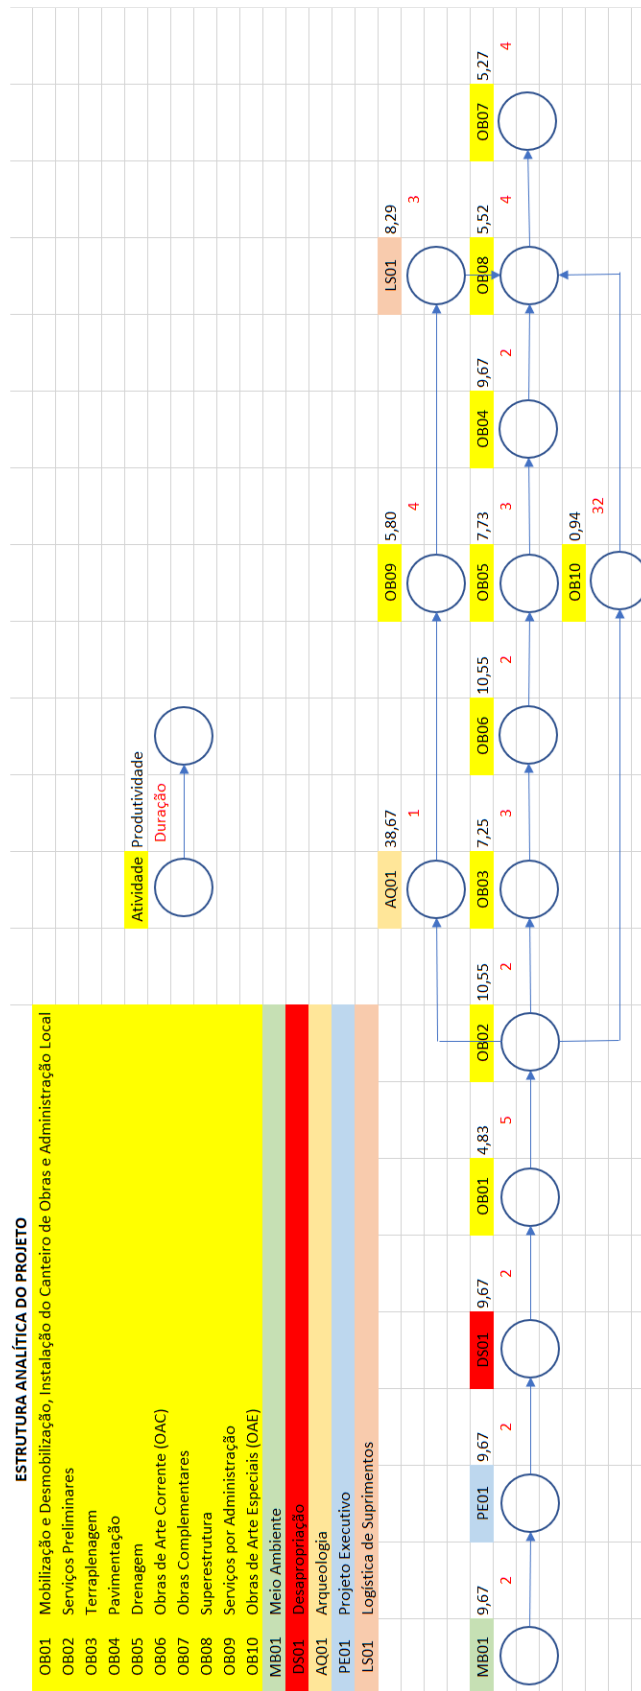 ESTRUTURA ANALÍTICA DO PROJETO
OB01 Mobilização e Desmobilização, Instalação do Canteiro de Obras e Administração Local
OB02 Serviços Preliminares
OB03 Terraplenagem
OB04 Pavimentação
OB05 Drenagem
OB06 Obras de Arte Corrente (OAC)
OB07 Obras Complementares
OB08 Superestrutura
OB09 Serviços por Administração
OB10 Obras de Arte Especiais (OAE)
MB01 Meio Ambiente
DS01 Desapropriação
AQ01 Arqueologia
PE01 Projeto Executivo
LS01 Logística de Suprimentos
Atividade Produtividade
Duração
AQ01 38,67 OB09 5,80 LS01 8,29
1 4 3
MB01 9,67 PE01 9,67 DS01 9,67 OB01 4,83 OB02 10,55 OB03 7,25 OB06 10,55 OB05 7,73 OB04 9,67 OB08 5,52 OB07 5,27
2 2 2 5 2 3 2 3 2 4 4
OB10 0,94
32